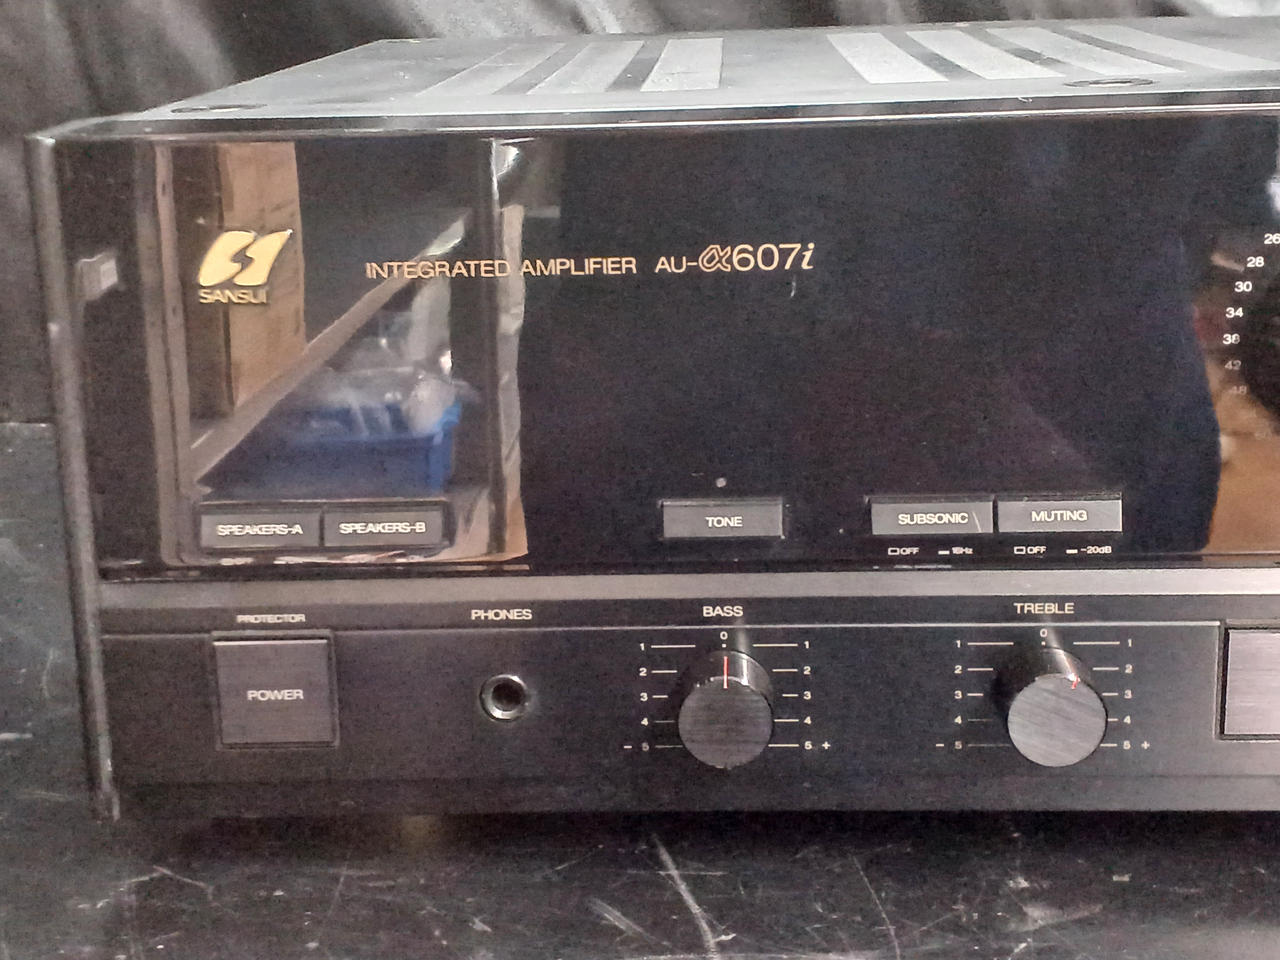 SANSUI
INTEGRATED AMPLIFIER AU-α607i
26
28
30
34
38
42
48
SPEAKERS-A SPEAKERS-B TONE SUBSONIC MUTING
OFF 16Hz OFF -20dB
PROTECTOR PHONES BASS TREBLE
POWER
0
1 1
2 2
3 3
4 4
- 5 5 +
0
1 1
2 2
3 3
4 4
- 5 5 +